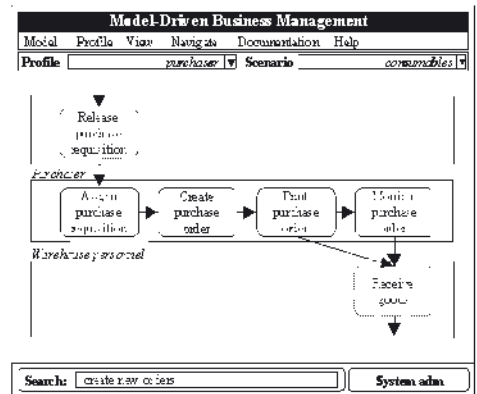 Model-Driven Business Management
Model Profile View Navigate Documentation Help
Profile purchaser Scenario consumables
Release
purchase
requisition
Purchaser
Assign
purchase
requisition
Create
purchase
order
Print
purchase
order
Monitor
purchase
order
Warehouse personnel
Receive
goods
Search: create new orders System adm